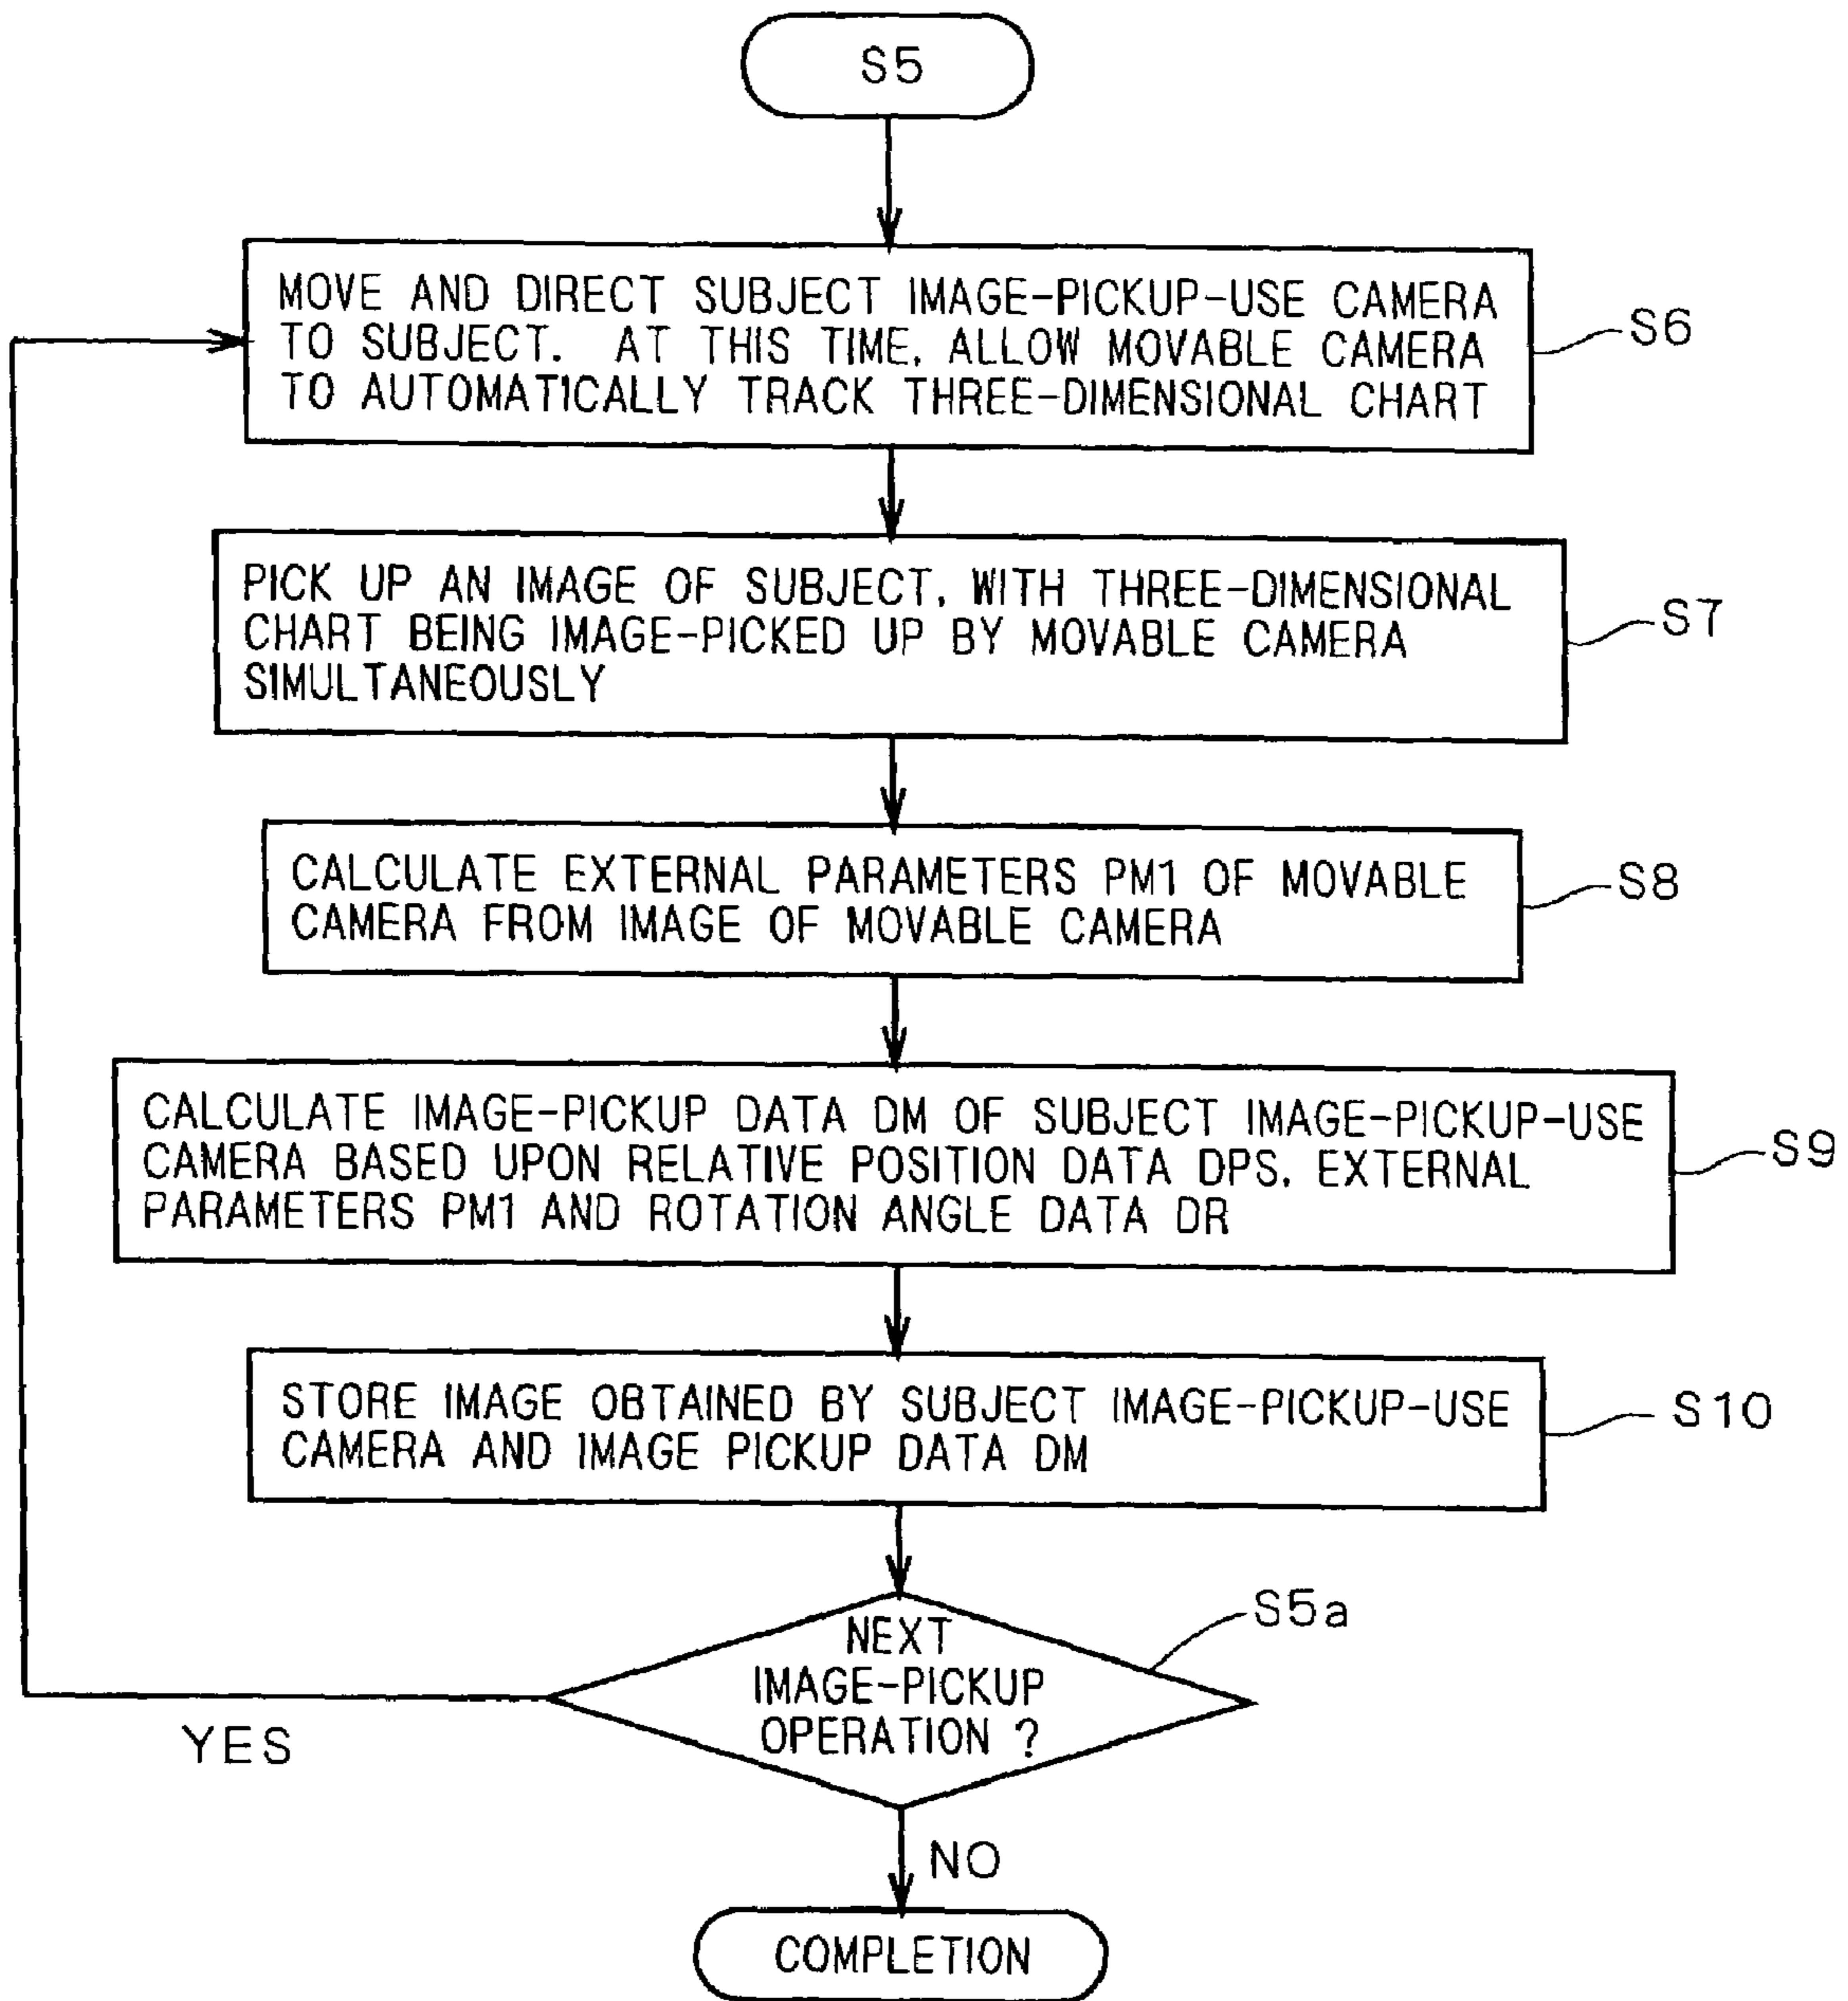 S5
MOVE AND DIRECT SUBJECT IMAGE-PICKUP-USE CAMERA
TO SUBJECT. AT THIS TIME, ALLOW MOVABLE CAMERA
TO AUTOMATICALLY TRACK THREE-DIMENSIONAL CHART
S6
PICK UP AN IMAGE OF SUBJECT, WITH THREE-DIMENSIONAL
CHART BEING IMAGE-PICKED UP BY MOVABLE CAMERA
SIMULTANEOUSLY
S7
CALCULATE EXTERNAL PARAMETERS PM1 OF MOVABLE
CAMERA FROM IMAGE OF MOVABLE CAMERA
S8
CALCULATE IMAGE-PICKUP DATA DM OF SUBJECT IMAGE-PICKUP-USE
CAMERA BASED UPON RELATIVE POSITION DATA DPS, EXTERNAL
PARAMETERS PM1 AND ROTATION ANGLE DATA DR
S9
STORE IMAGE OBTAINED BY SUBJECT IMAGE-PICKUP-USE
CAMERA AND IMAGE PICKUP DATA DM
S10
NEXT
IMAGE-PICKUP
OPERATION ?
S5a
YES
NO
COMPLETION